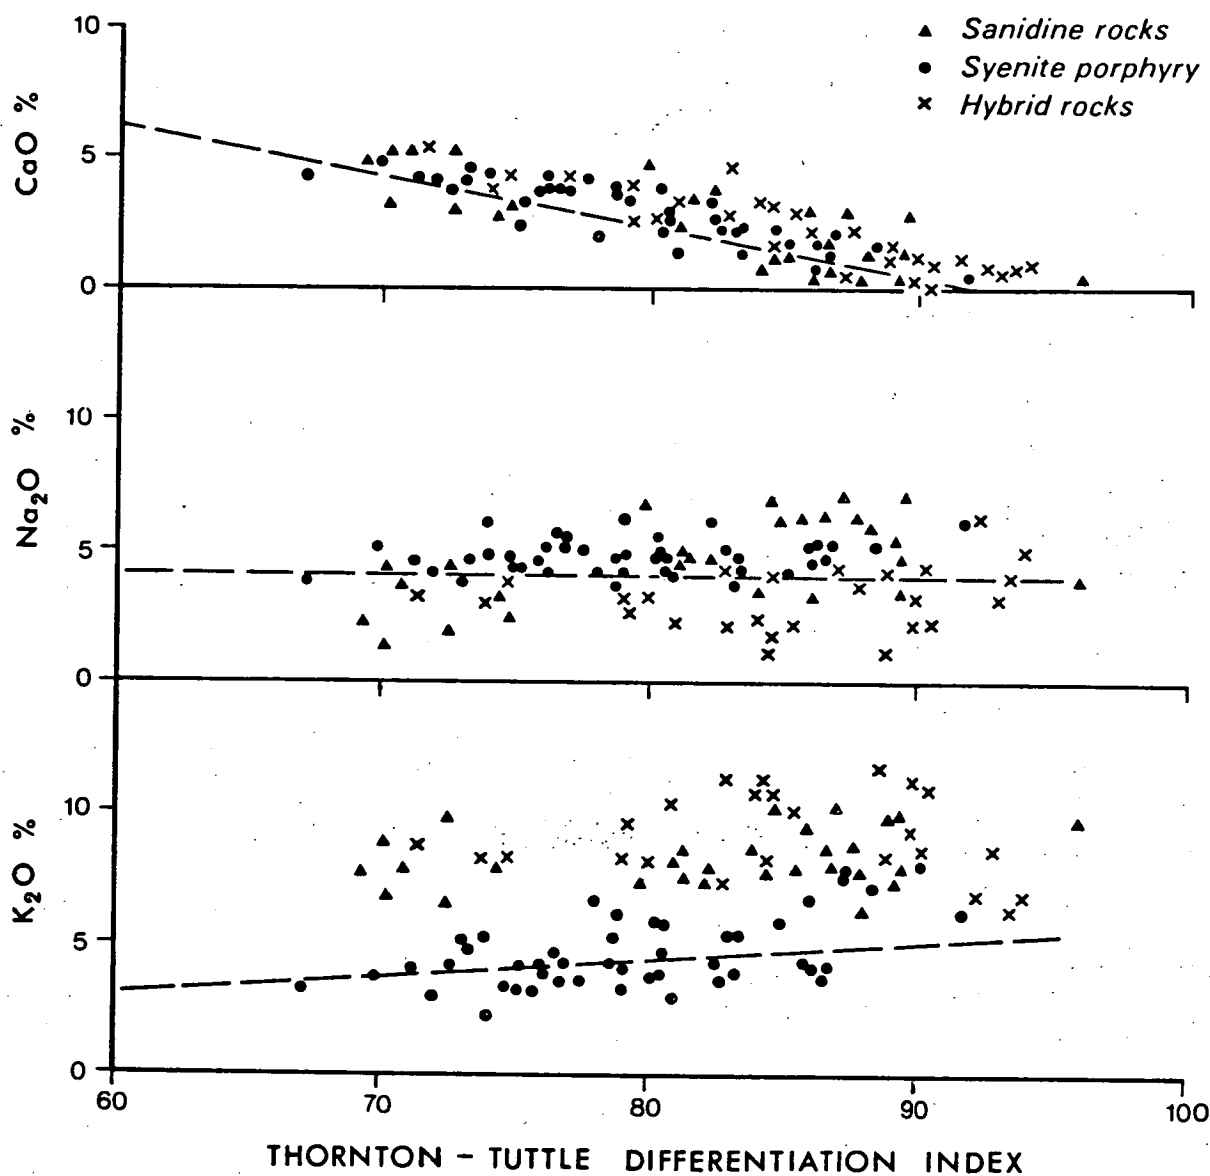 Sanidine rocks
Syenite porphyry
Hybrid rocks
10
5
0
CaO %
10
5
0
Na₂O %
10
5
0
K₂O %
60 70 80 90 100
THORNTON – TUTTLE DIFFERENTIATION INDEX